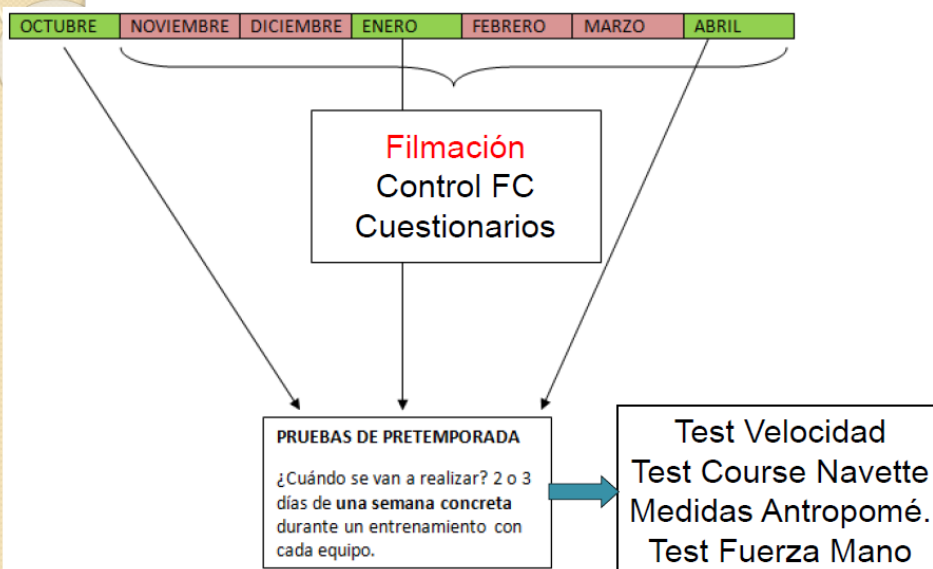 OCTUBRE NOVIEMBRE DICIEMBRE ENERO FEBRERO MARZO ABRIL
Filmación
Control FC
Cuestionarios
PRUEBAS DE PRETEMPORADA
¿Cuándo se van a realizar? 2 o 3
días de una semana concreta
durante un entrenamiento con
cada equipo.
Test Velocidad
Test Course Navette
Medidas Antropomé.
Test Fuerza Mano